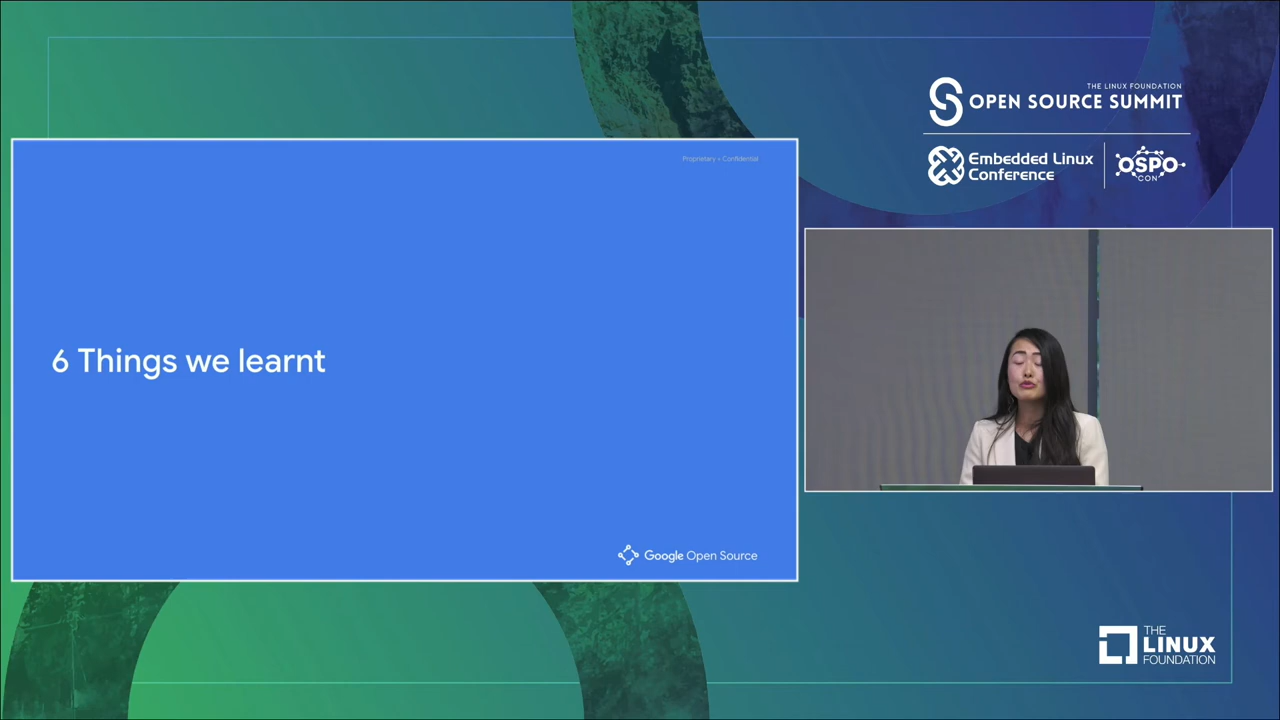 THE LINUX FOUNDATION
OPEN SOURCE SUMMIT
Embedded Linux
Conference
OSPO
CON
Proprietary + Confidential
6 Things we learnt
Google Open Source
THE
LINUX
FOUNDATION